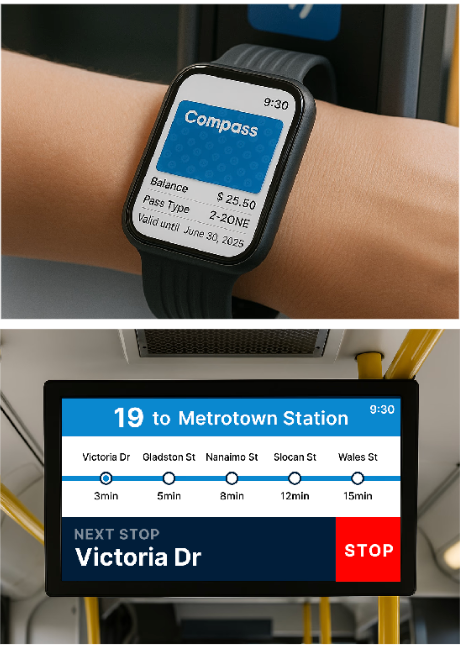 9:30
Compass
Balance $ 25.50
Pass Type 2-2ONE
Valid until June 30, 2025
19 to Metrotown Station 9:30
Victoria Dr Gladston St Nanaimo St Slocan St Wales St
3min 5min 8min 12min 15min
NEXT STOP
Victoria Dr
STOP